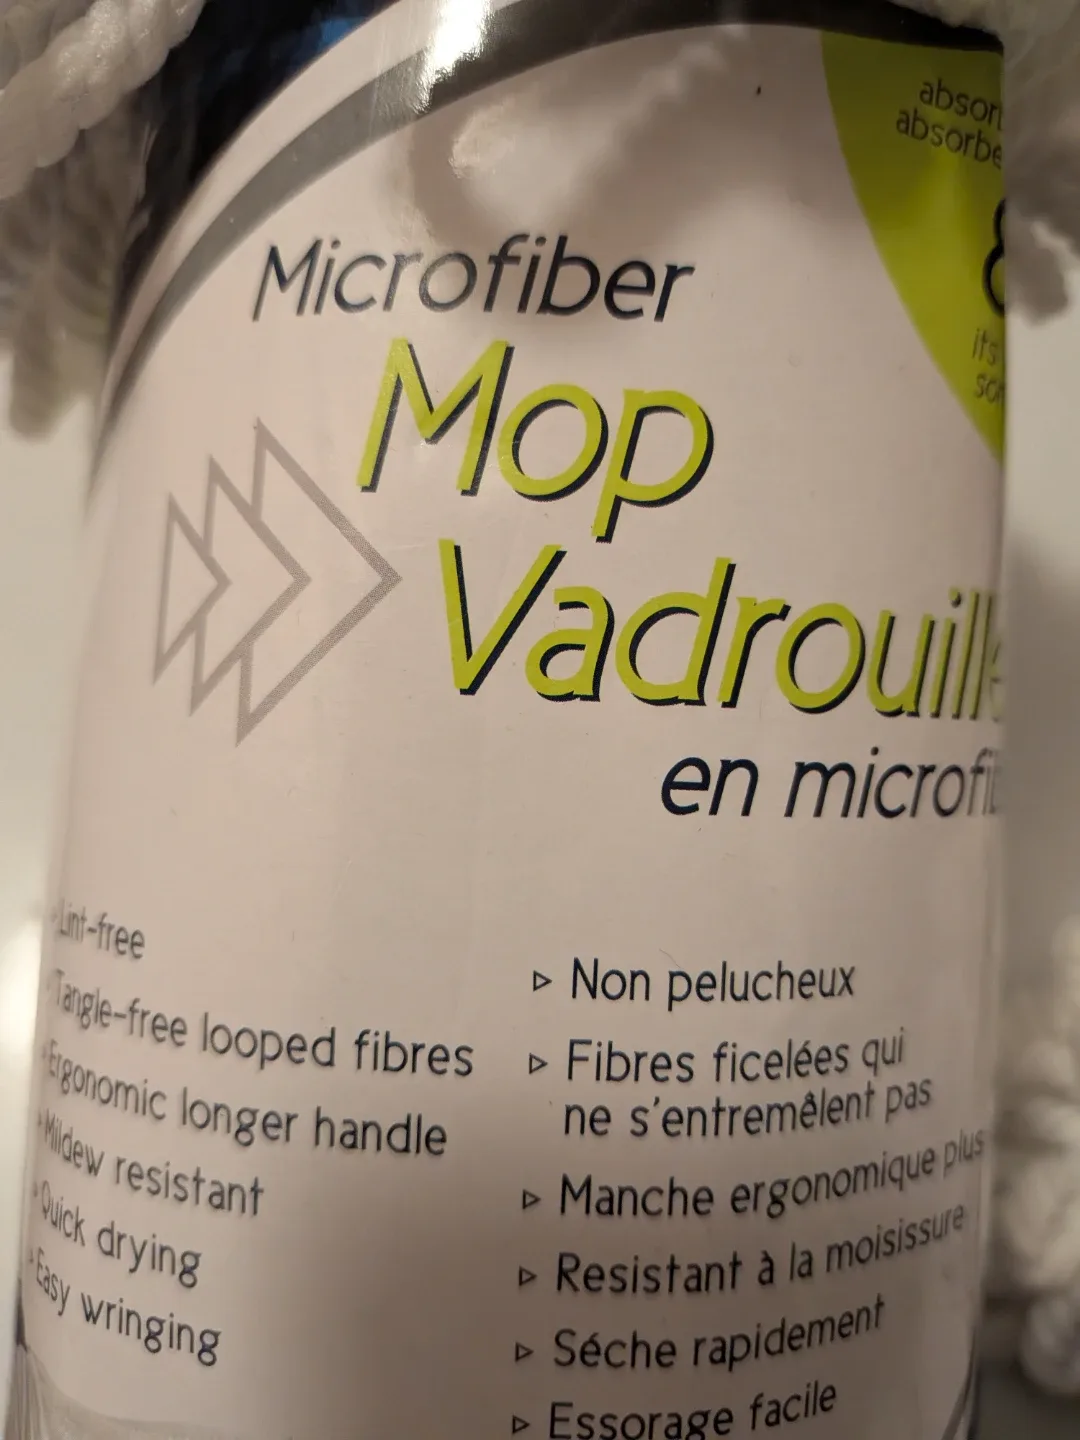 Microfiber
Mop
Vadrouille
en microfi
its
Lint-free
Tangle-free looped fibres
Ergonomic longer handle
Mildew resistant
Quick drying
Easy wringing
▹ Non pelucheux
▹ Fibres ficelées qui
ne s'entremêlent pas
▹ Manche ergonomique plus
▹ Resistant à la moisissure
▹ Séche rapidement
▹ Essorage facile